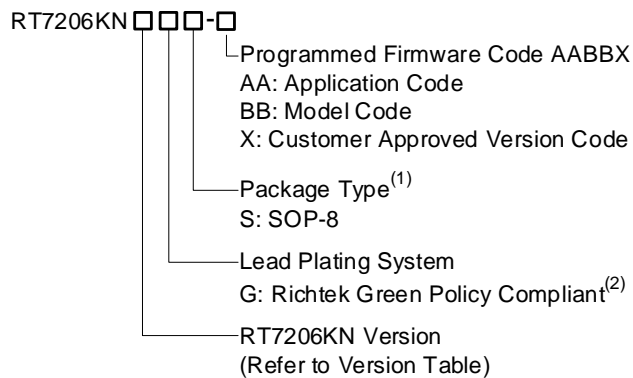 RT7206KN □ □ □-□
Programmed Firmware Code AABBX
AA: Application Code
BB: Model Code
X: Customer Approved Version Code
Package Type(1)
S: SOP-8
Lead Plating System
G: Richtek Green Policy Compliant(2)
RT7206KN Version
(Refer to Version Table)